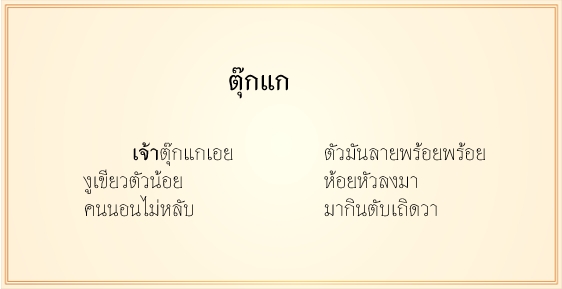 ตุ๊กแก
เจ้าตุ๊กแกเอย ตัวมันลายพร้อยพร้อย
งูเขียวตัวน้อย ห้อยหัวลงมา
คนนอนไม่หลับ มากินตับเถิดวา